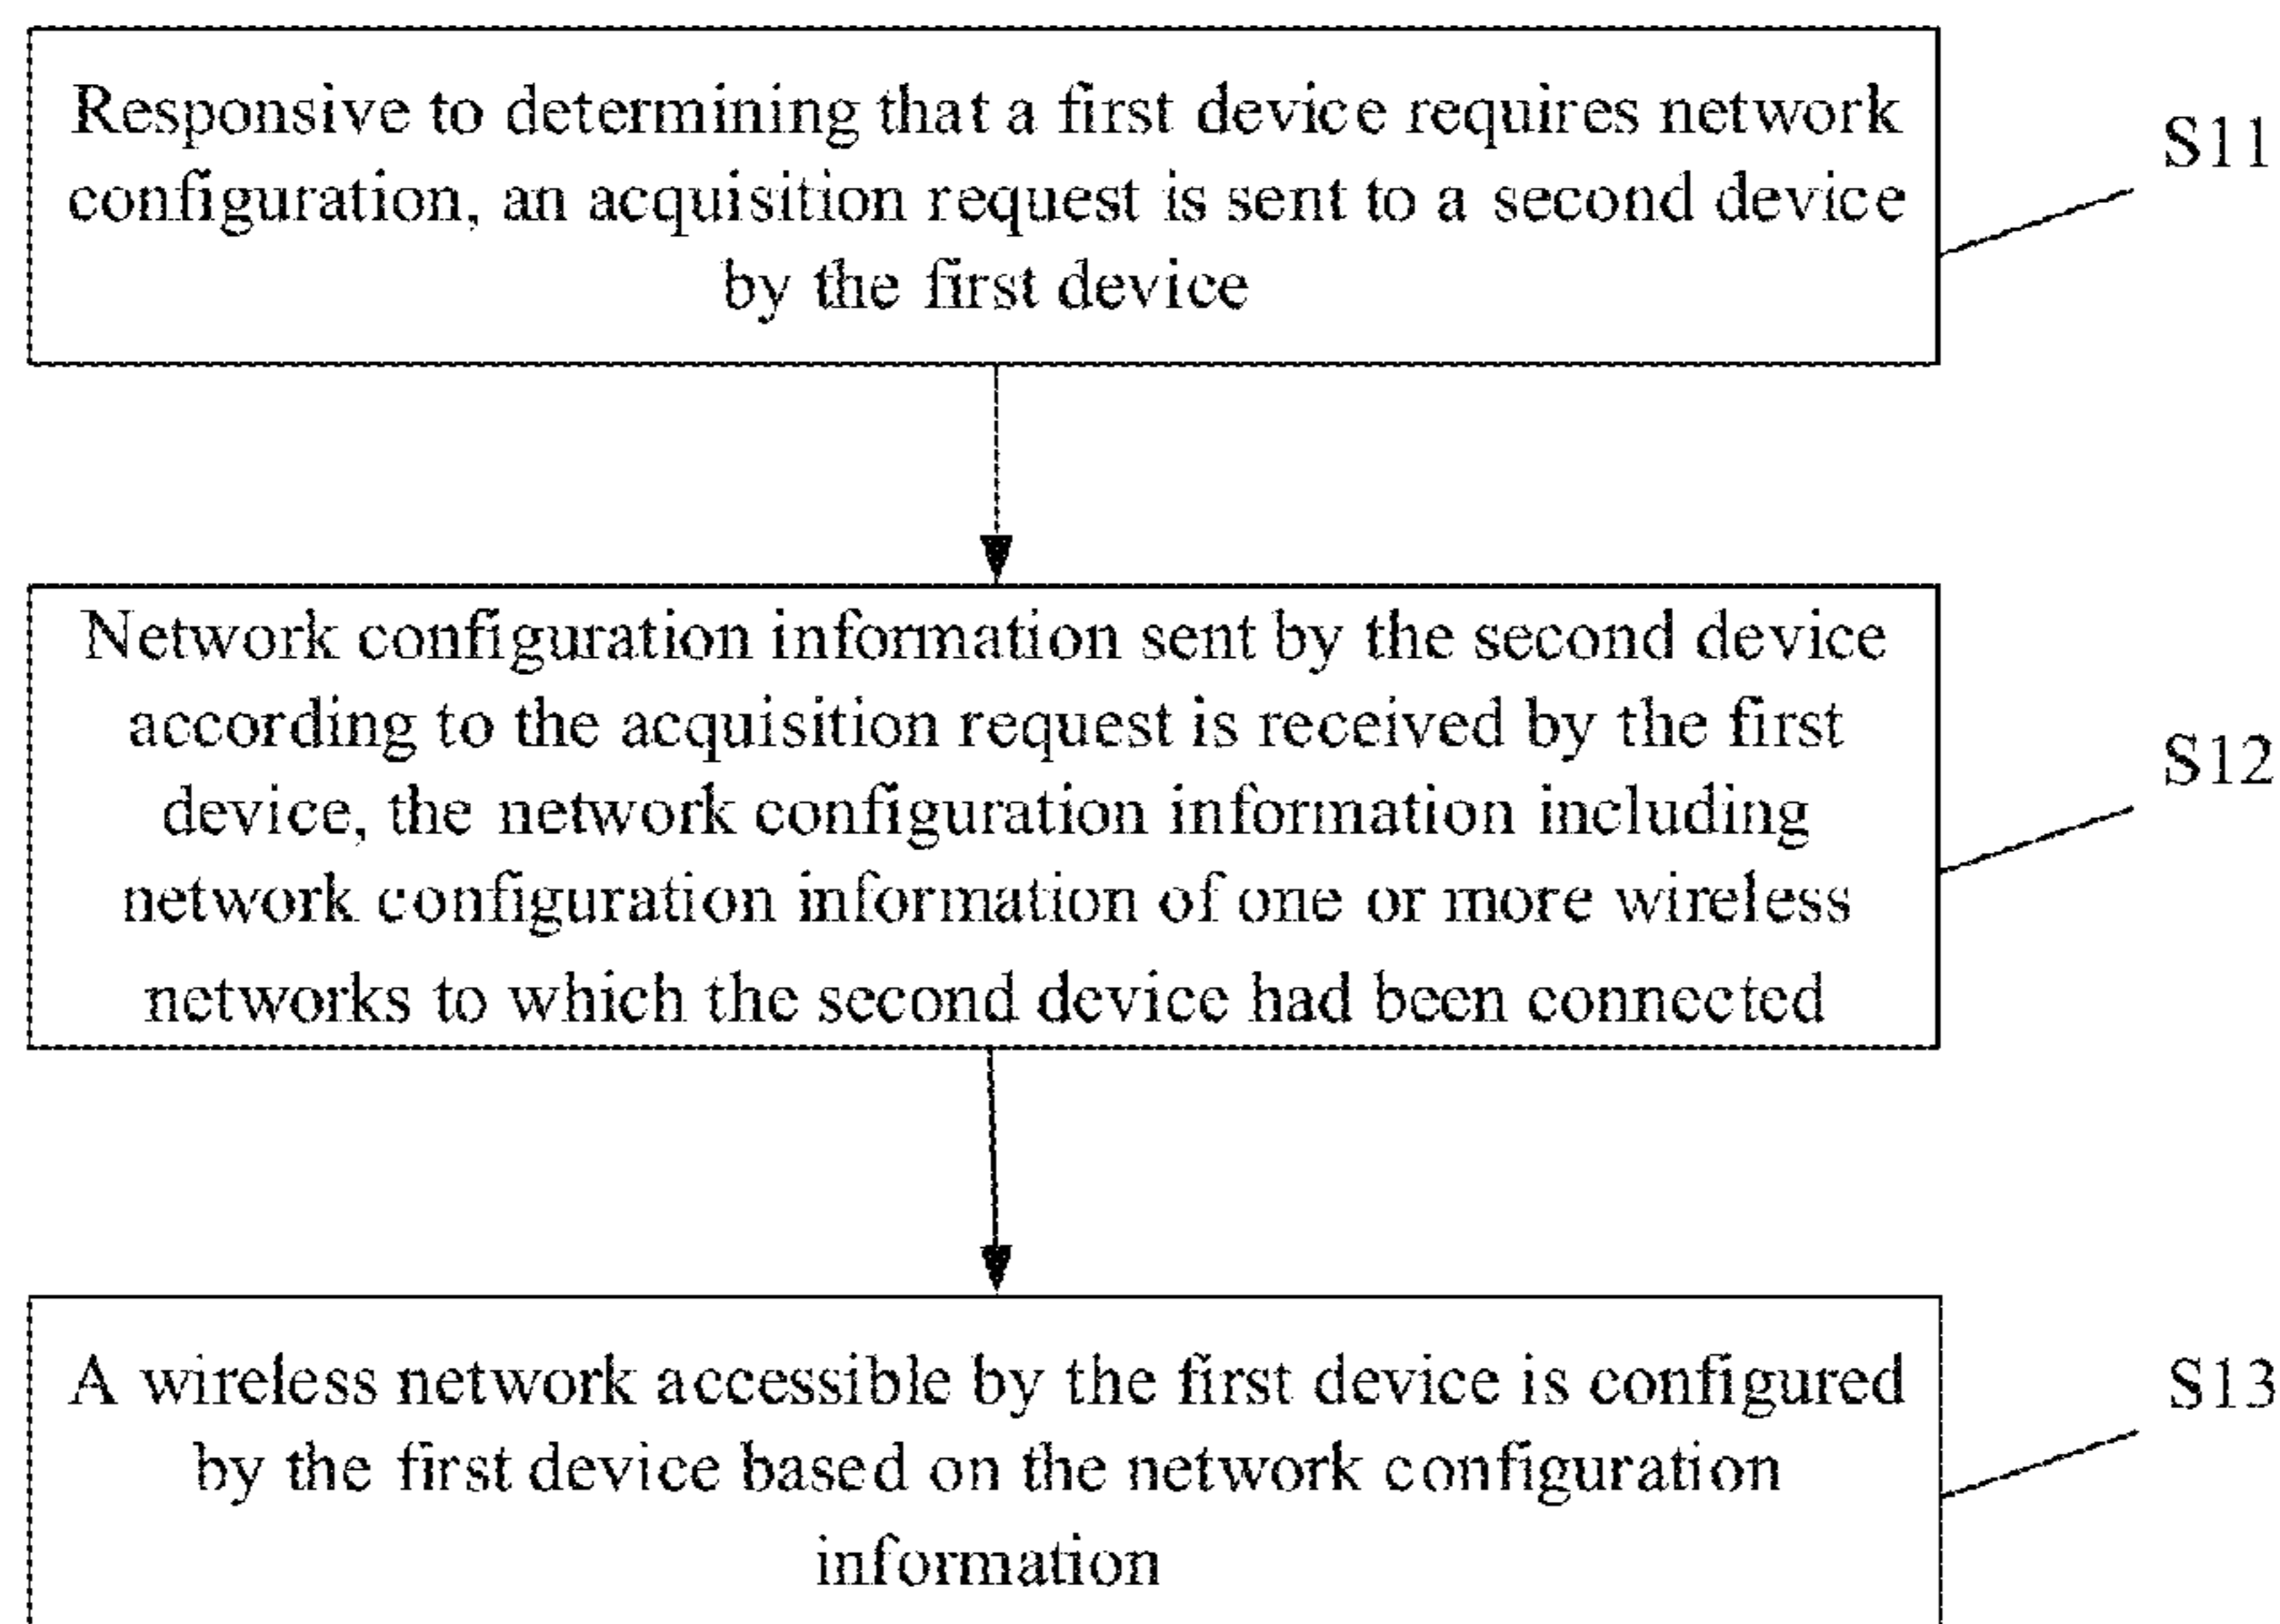 Responsive to determining that a first device requires network
configuration, an acquisition request is sent to a second device
by the first device
S11
Network configuration information sent by the second device
according to the acquisition request is received by the first
device, the network configuration information including
network configuration information of one or more wireless
networks to which the second device had been connected
S12
A wireless network accessible by the first device is configured
by the first device based on the network configuration
information
S13